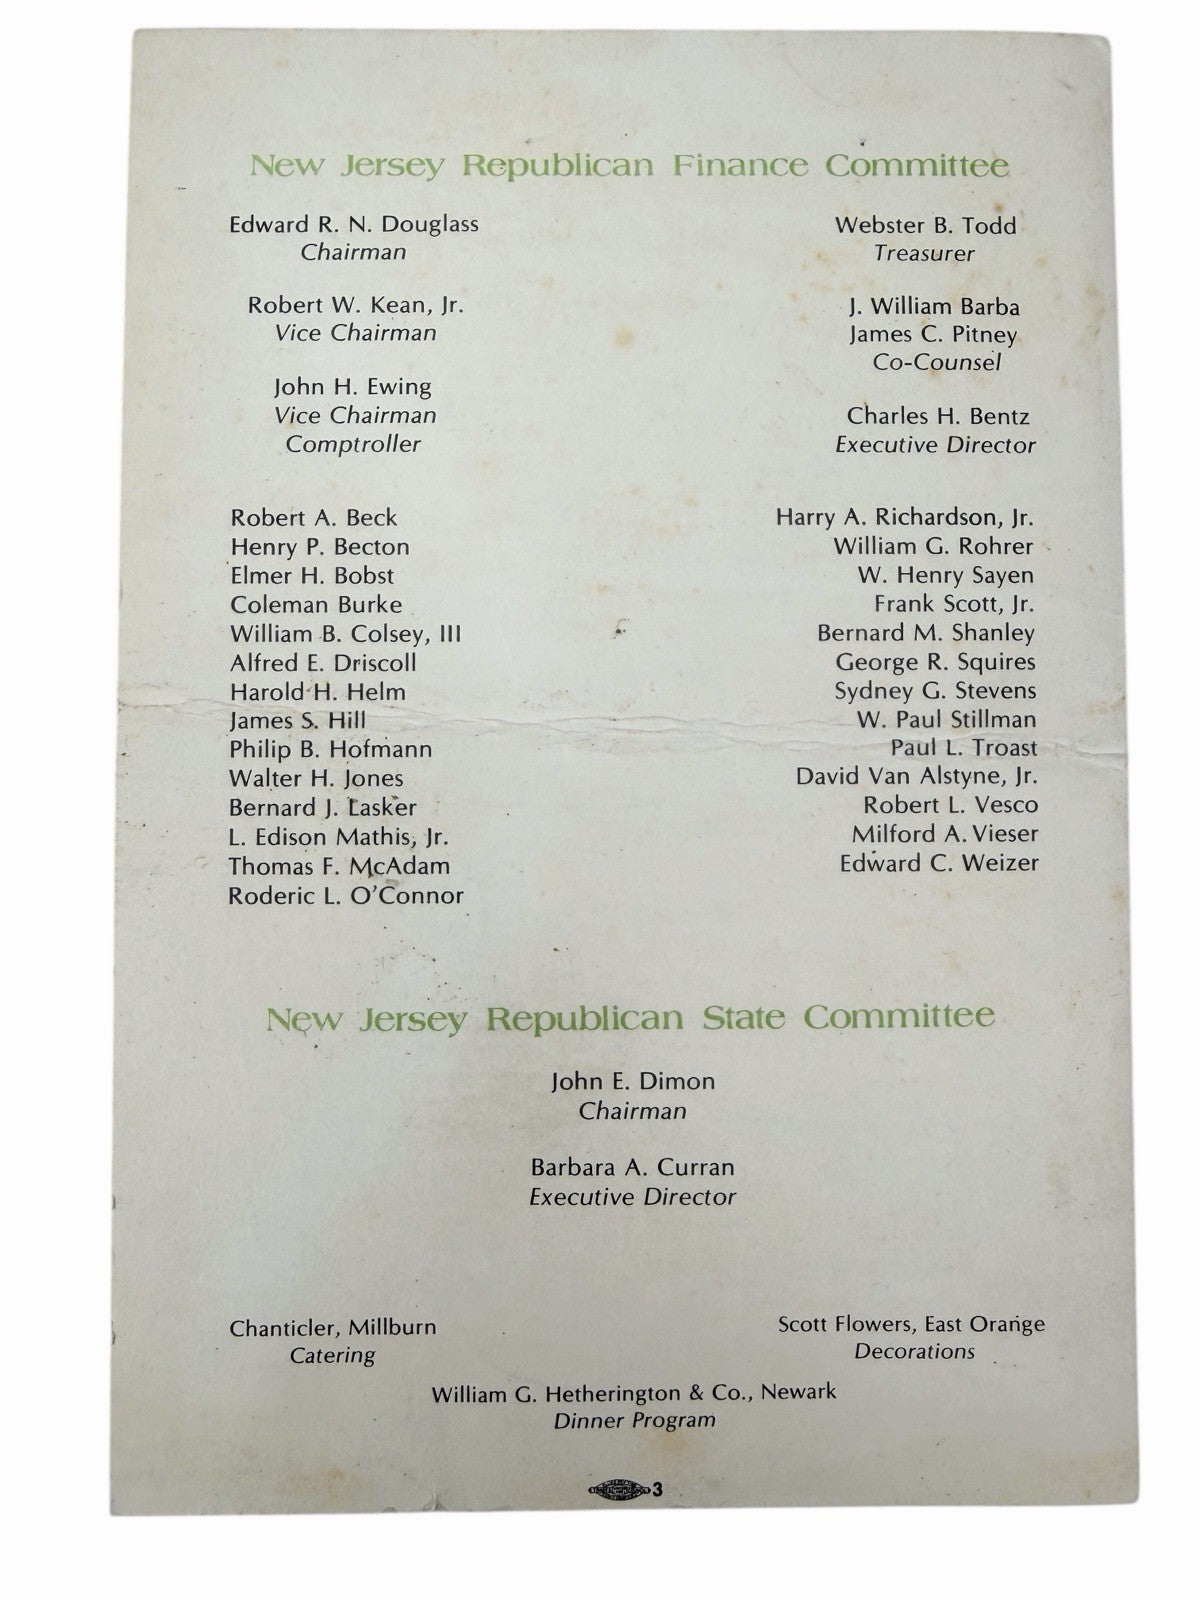 New Jersey Republican Finance Committee
Edward R. N. Douglass
Chairman
Robert W. Kean, Jr.
Vice Chairman
John H. Ewing
Vice Chairman
Comptroller
Webster B. Todd
Treasurer
J. William Barba
James C. Pitney
Co-Counsel
Charles H. Bentz
Executive Director
Robert A. Beck
Henry P. Becton
Elmer H. Bobst
Coleman Burke
William B. Colsey, III
Alfred E. Driscoll
Harold H. Helm
James S. Hill
Philip B. Hofmann
Walter H. Jones
Bernard J. Lasker
L. Edison Mathis, Jr.
Thomas F. McAdam
Roderic L. O'Connor
Harry A. Richardson, Jr.
William G. Rohrer
W. Henry Sayen
Frank Scott, Jr.
Bernard M. Shanley
George R. Squires
Sydney G. Stevens
W. Paul Stillman
Paul L. Troast
David Van Alstyne, Jr.
Robert L. Vesco
Milford A. Vieser
Edward C. Weizer
New Jersey Republican State Committee
John E. Dimon
Chairman
Barbara A. Curran
Executive Director
Chanticler, Millburn
Catering
Scott Flowers, East Orange
Decorations
William G. Hetherington & Co., Newark
Dinner Program
3